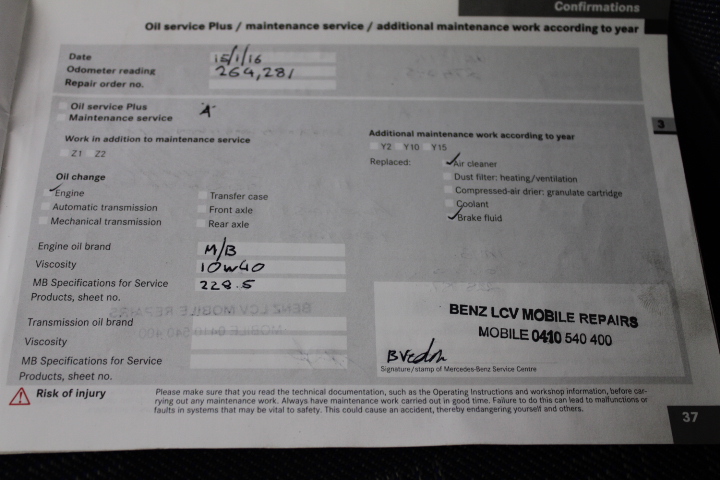 Confirmations
Oil service Plus / maintenance service / additional maintenance work according to year
Date 15/1/16
Odometer reading 264,281
Repair order no.
3
Oil service Plus A
Maintenance service
Work in addition to maintenance service
Z1 Z2
Oil change
Engine Transfer case
Automatic transmission Front axle
Mechanical transmission Rear axle
Additional maintenance work according to year
Y2 Y10 Y15
Replaced: Air cleaner
Dust filter: heating/ventilation
Compressed-air drier: granulate cartridge
Coolant
Brake fluid
Engine oil brand M/B
Viscosity 10W40
MB Specifications for Service 228.5
Products, sheet no.
Transmission oil brand
Viscosity
MB Specifications for Service
Products, sheet no.
BENZ LCV MOBILE REPAIRS
MOBILE 0410 540 400
Signature/stamp of Mercedes-Benz Service Centre
Risk of injury
Please make sure that you read the technical documentation, such as the Operating Instructions and workshop information, before car-
rying out any maintenance work. Always have maintenance work carried out in good time. Failure to do this can lead to malfunctions or
faults in systems that may be vital to safety. This could cause an accident, thereby endangering yourself and others.
37